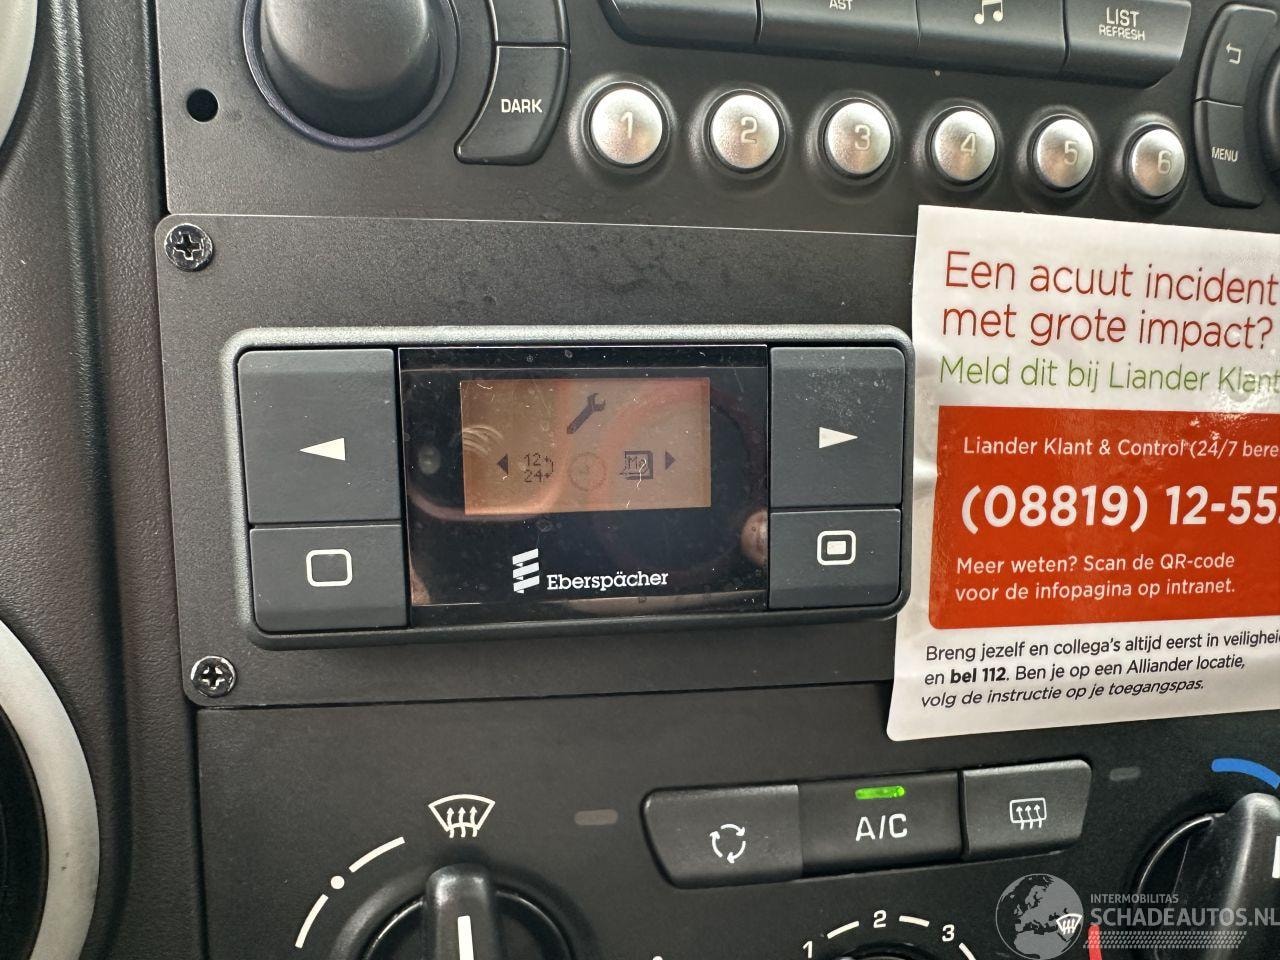 AST
LIST
REFRESH
DARK
1
2
3
4
5
6
MENU
Een acuut incident
met grote impact?
Meld dit bij Liander Klant
Liander Klant & Control (24/7 bere
(08819) 12-55
Meer weten? Scan de QR-code
voor de infopagina op intranet.
Breng jezelf en collega's altijd eerst in veilighei
en bel 112. Ben je op een Alliander locatie,
volg de instructie op je toegangspas.
12
24
Mo
Eberspächer
A/C
1
2
3
INTERMOBILITAS
SCHADEAUTOS.NL